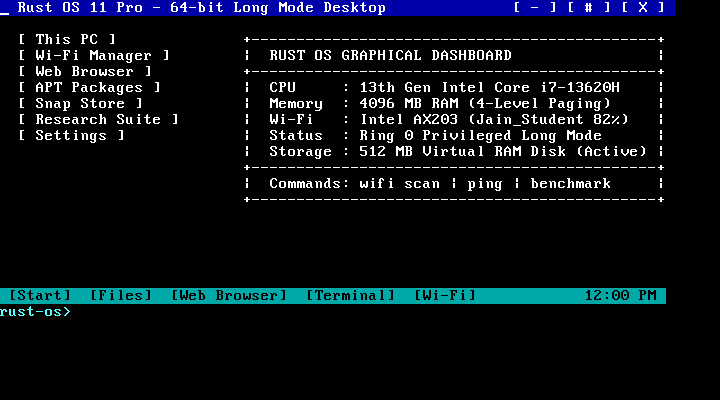 _ Rust OS 11 Pro - 64-bit Long Mode Desktop [ - ] [ # ] [ X ]
[ This PC ]
[ Wi-Fi Manager ]
[ Web Browser ]
[ APT Packages ]
[ Snap Store ]
[ Research Suite ]
[ Settings ]
+---------------------------------------------+
| RUST OS GRAPHICAL DASHBOARD |
+---------------------------------------------+
| CPU : 13th Gen Intel Core i7-13620H |
| Memory : 4096 MB RAM (4-Level Paging) |
| Wi-Fi : Intel AX203 (Jain_Student 82%) |
| Status : Ring 0 Privileged Long Mode |
| Storage : 512 MB Virtual RAM Disk (Active) |
+---------------------------------------------+
| Commands: wifi scan | ping | benchmark |
+---------------------------------------------+
[Start] [Files] [Web Browser] [Terminal] [Wi-Fi] 12:00 PM
rust-os>